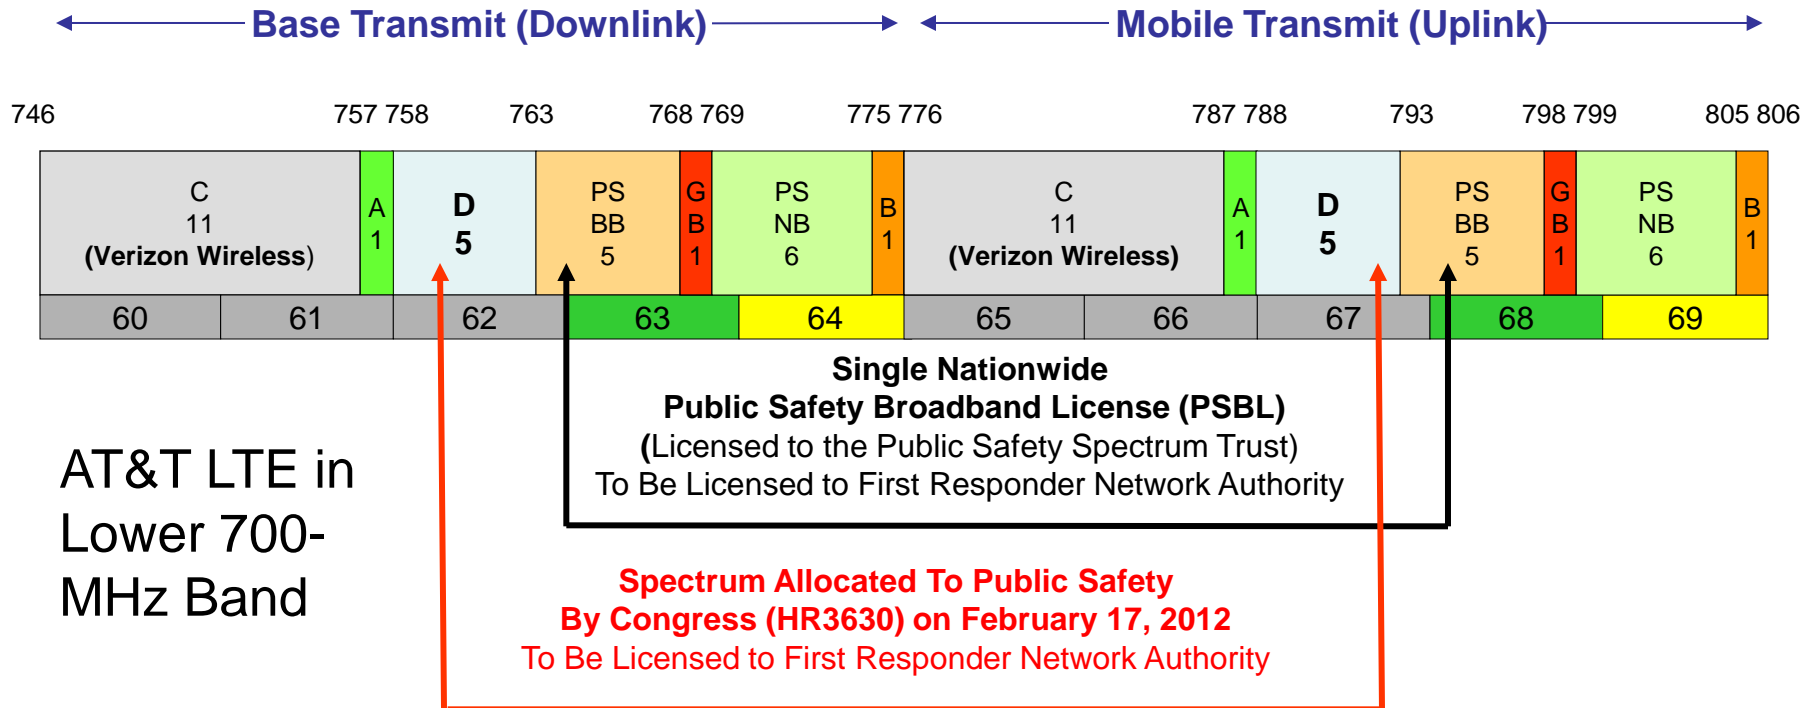 Base Transmit (Downlink) Mobile Transmit (Uplink)
746 757 758 763 768 769 775 776 787 788 793 798 799 805 806
C
11
(Verizon Wireless)
A
1
D
5
PS
BB
5
G
B
1
PS
NB
6
B
1
C
11
(Verizon Wireless)
A
1
D
5
PS
BB
5
G
B
1
PS
NB
6
B
1
60 61 62 63 64 65 66 67 68 69
Single Nationwide
Public Safety Broadband License (PSBL)
(Licensed to the Public Safety Spectrum Trust)
To Be Licensed to First Responder Network Authority
AT&T LTE in
Lower 700-
MHz Band
Spectrum Allocated To Public Safety
By Congress (HR3630) on February 17, 2012
To Be Licensed to First Responder Network Authority